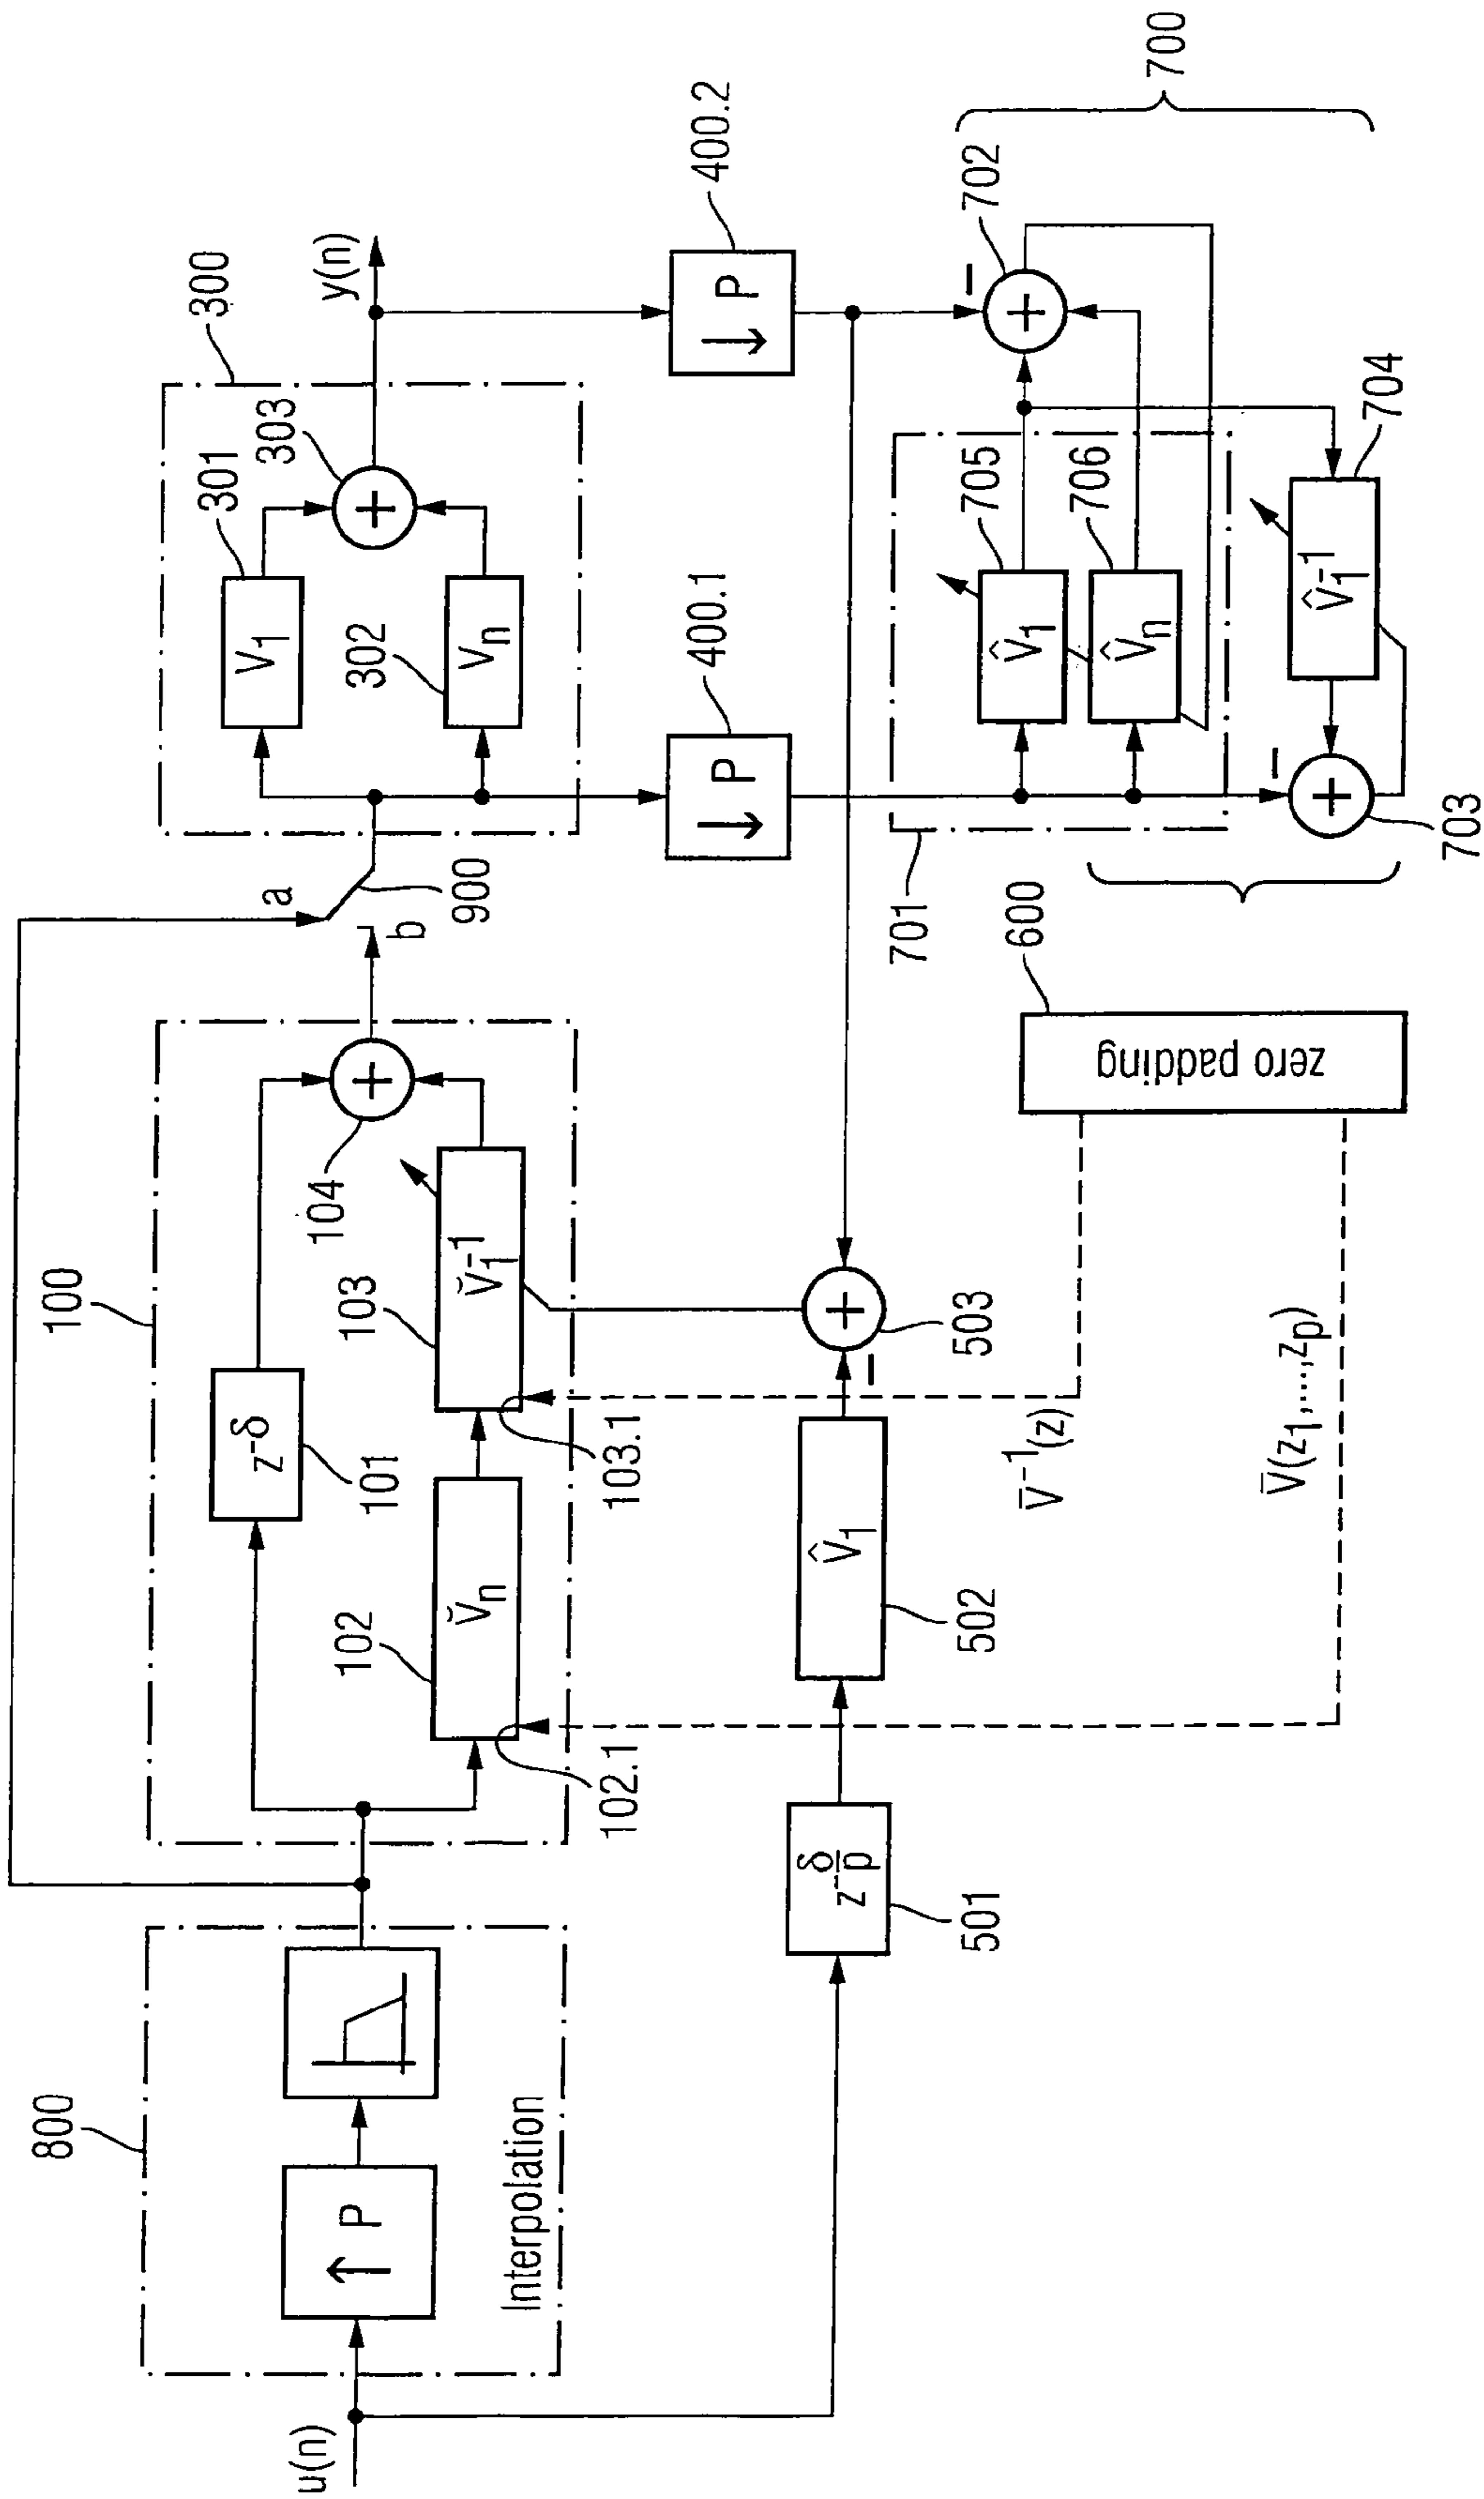 u(n)
800
↑ P
Interpolation
100
z^-δ
101
102
V̌n
102.1
103
V̌1^-1
103.1
104
+
a
b
900
300
301
V1
302
Vn
303
+
y(n)
400.1
↓ P
400.2
↓ P
501
z^-δ/p
502
V̂1
503
+
−
V̄^-1(z)
V̄(z1,...,zp)
600
zero padding
700
701
702
+
−
703
+
−
704
V̂1^-1
705
V̂1
706
V̂n